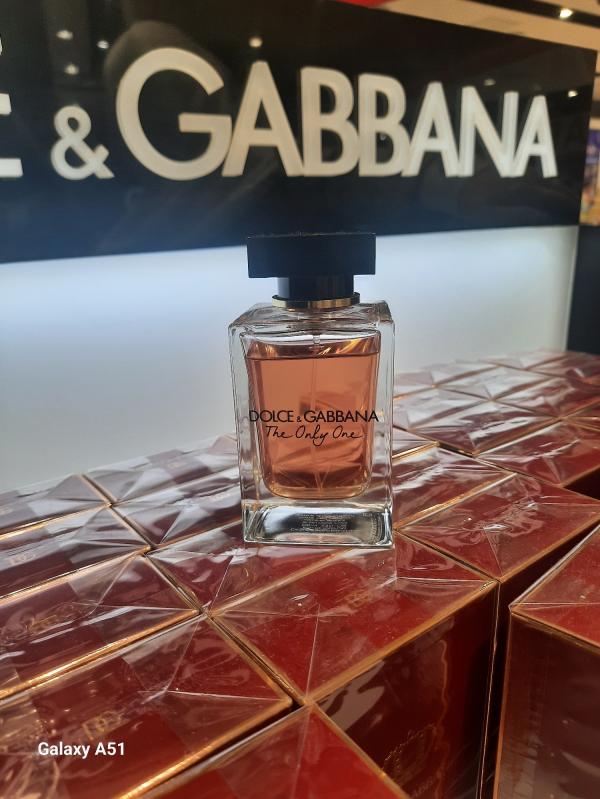 & GABBANA
DOLCE & GABBANA
The Only One
Galaxy A51